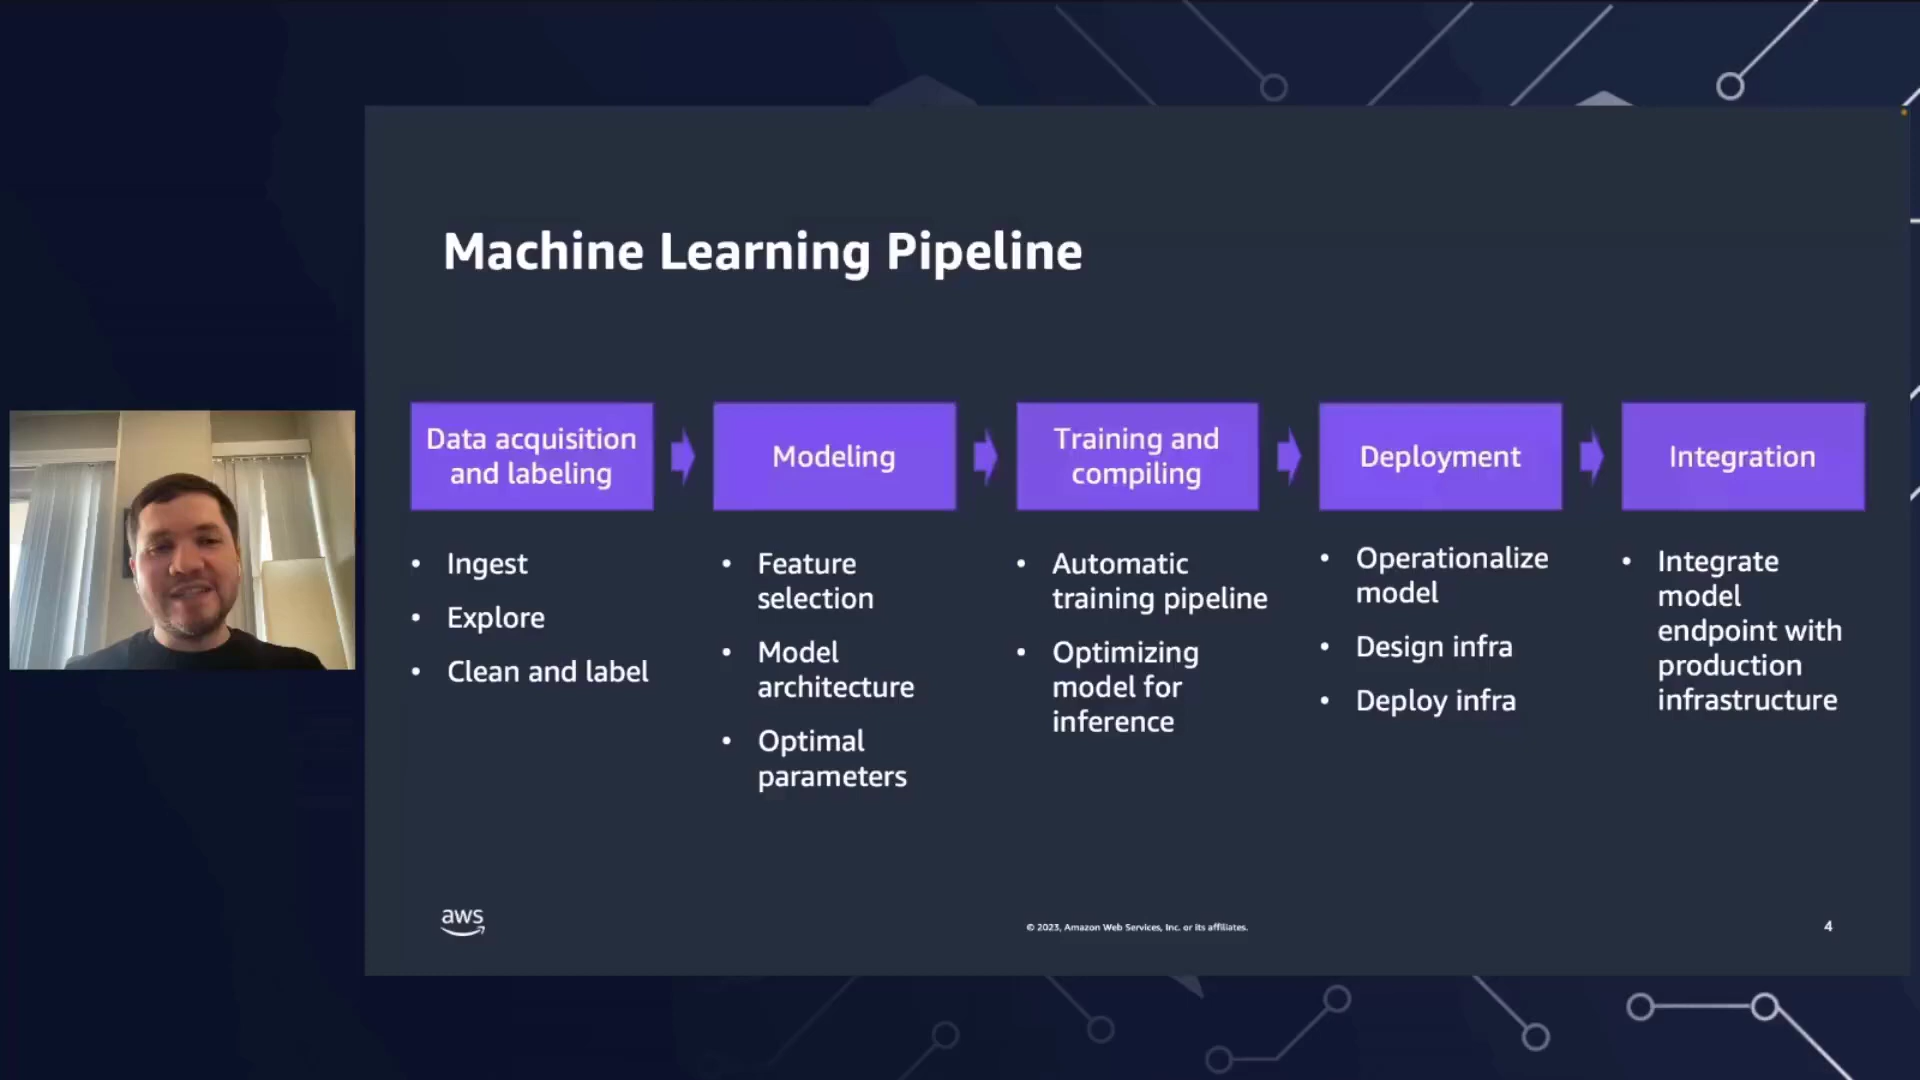 Machine Learning Pipeline
Data acquisition
and labeling
Modeling
Training and
compiling
Deployment
Integration
• Ingest
• Explore
• Clean and label
• Feature
selection
• Model
architecture
• Optimal
parameters
• Automatic
training pipeline
• Optimizing
model for
inference
• Operationalize
model
• Design infra
• Deploy infra
• Integrate
model
endpoint with
production
infrastructure
aws
© 2023, Amazon Web Services, Inc. or its affiliates.
4